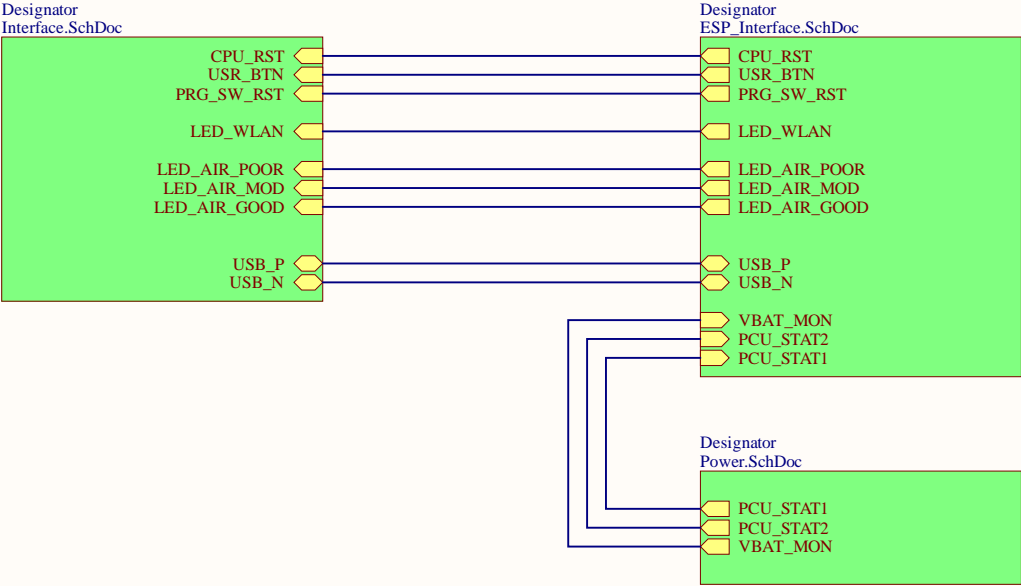 Designator
Interface.SchDoc
CPU_RST
USR_BTN
PRG_SW_RST
LED_WLAN
LED_AIR_POOR
LED_AIR_MOD
LED_AIR_GOOD
USB_P
USB_N
Designator
ESP_Interface.SchDoc
CPU_RST
USR_BTN
PRG_SW_RST
LED_WLAN
LED_AIR_POOR
LED_AIR_MOD
LED_AIR_GOOD
USB_P
USB_N
VBAT_MON
PCU_STAT2
PCU_STAT1
Designator
Power.SchDoc
PCU_STAT1
PCU_STAT2
VBAT_MON